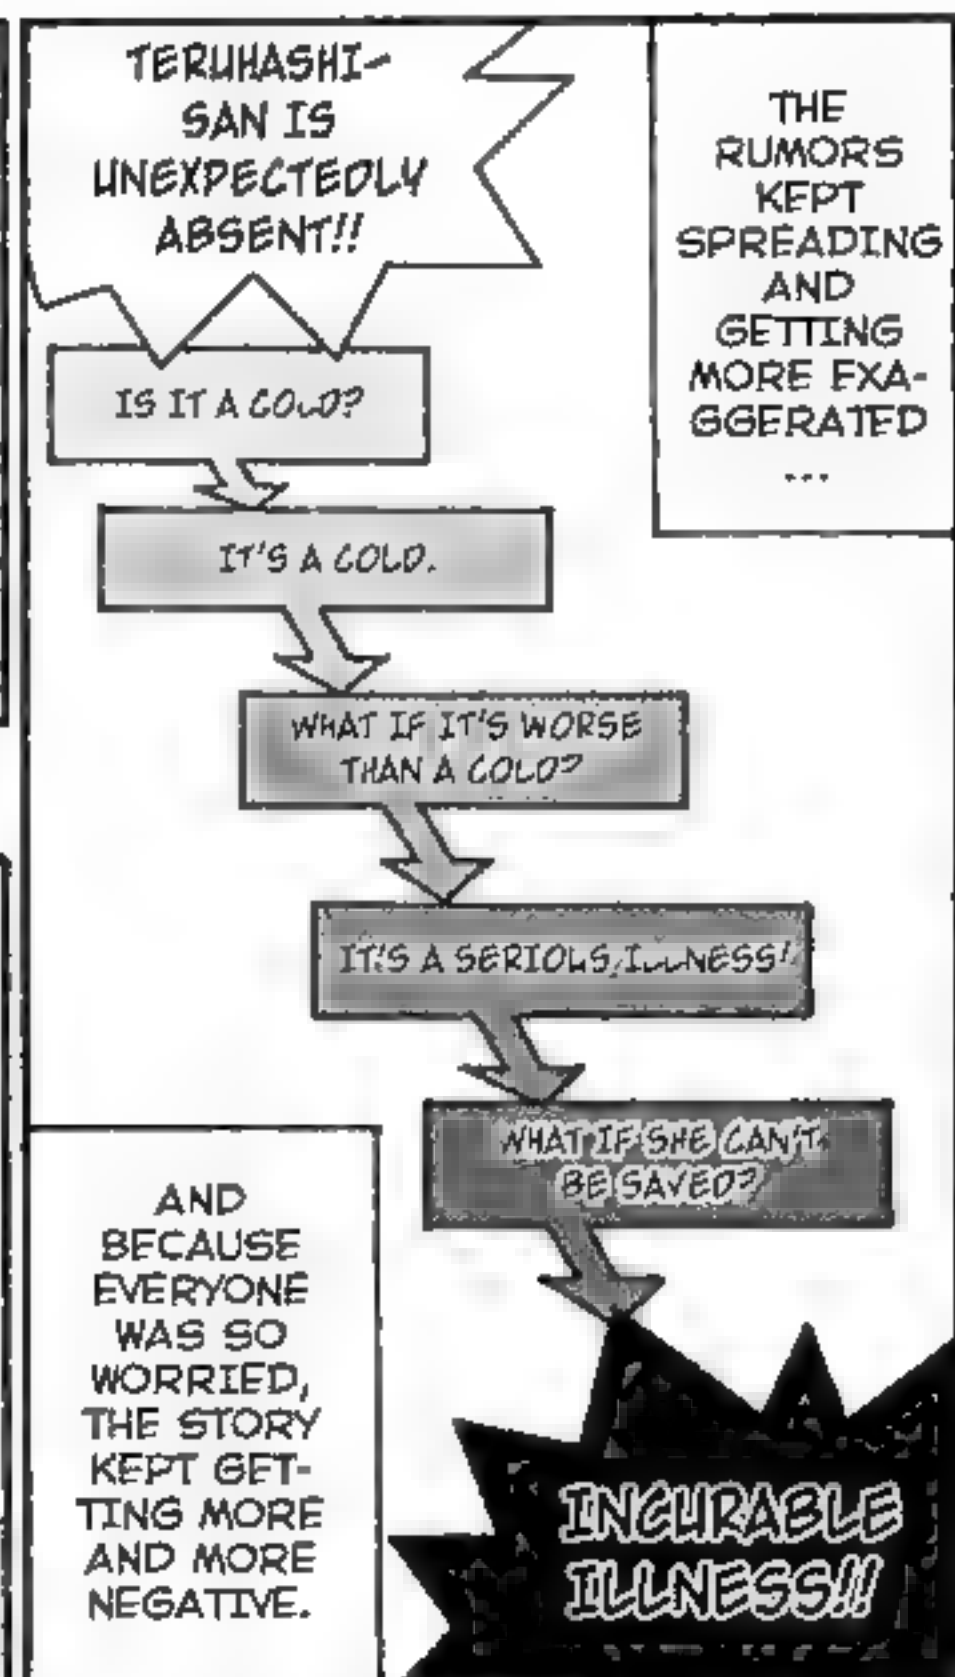 THE
RUMORS
KEPT
SPREADING
AND
GETTING
MORE EXA-
GGERATED
...
TERUHASHI-
SAN IS
UNEXPECTEDLY
ABSENT!!
IS IT A COLD?
IT'S A COLD.
WHAT IF IT'S WORSE
THAN A COLD?
IT'S A SERIOUS ILLNESS!
WHAT IF SHE CAN'T
BE SAVED?
INCURABLE
ILLNESS!!
AND
BECAUSE
EVERYONE
WAS SO
WORRIED,
THE STORY
KEPT GET-
TING MORE
AND MORE
NEGATIVE.